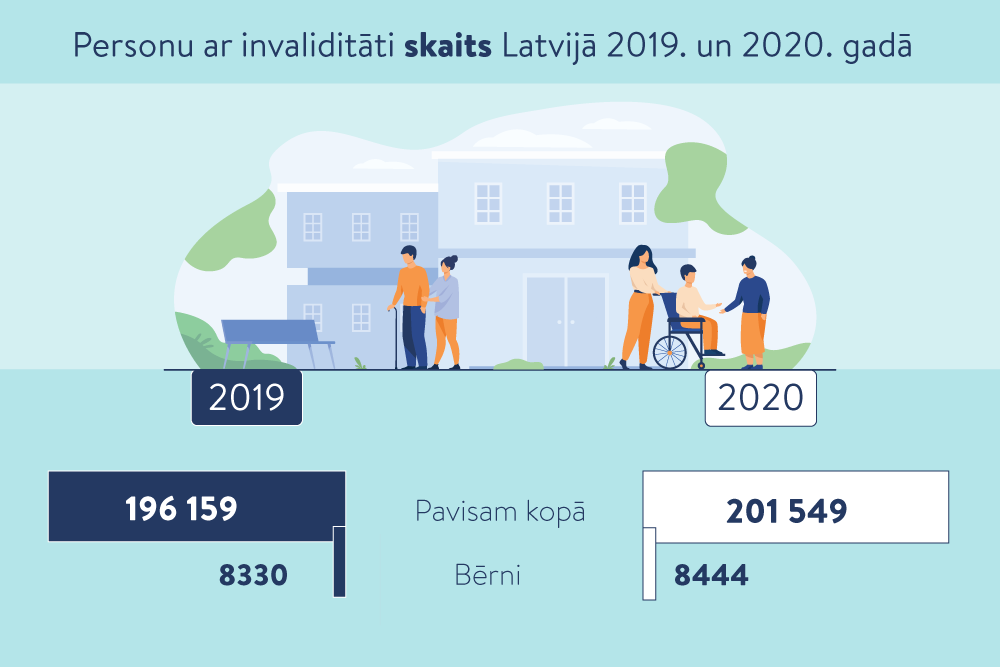 Personu ar invaliditāti skaits Latvijā 2019. un 2020. gadā
2019
2020
196 159
Pavisam kopā
201 549
8330
Bērni
8444